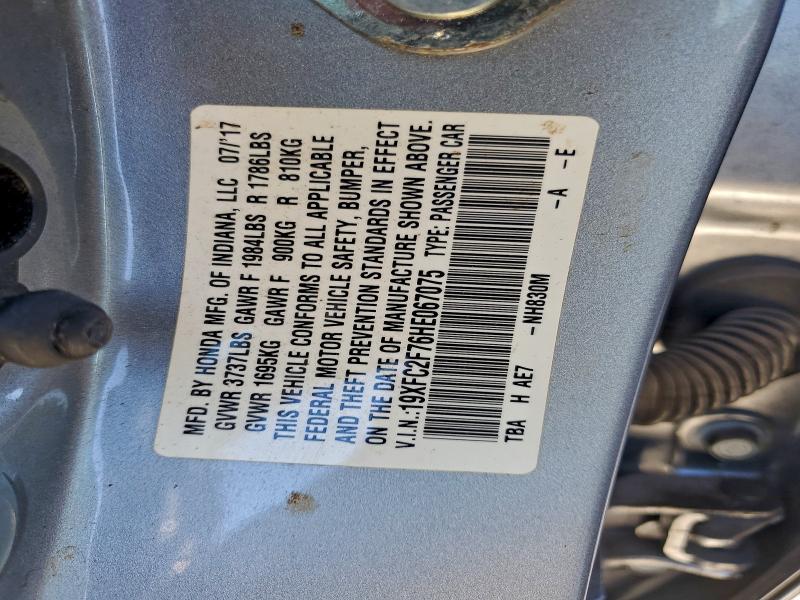 MFD. BY HONDA MFG. OF INDIANA, LLC 07/'17
GVWR 3737LBS GAWR F 1984LBS R 1786LBS
GVWR 1695KG GAWR F 900KG R 810KG
THIS VEHICLE CONFORMS TO ALL APPLICABLE
FEDERAL MOTOR VEHICLE SAFETY, BUMPER,
AND THEFT PREVENTION STANDARDS IN EFFECT
ON THE DATE OF MANUFACTURE SHOWN ABOVE.
V.I.N.:19XFC2F76HE067075 TYPE: PASSENGER CAR
TBA H AE7 -NH830M -A -E